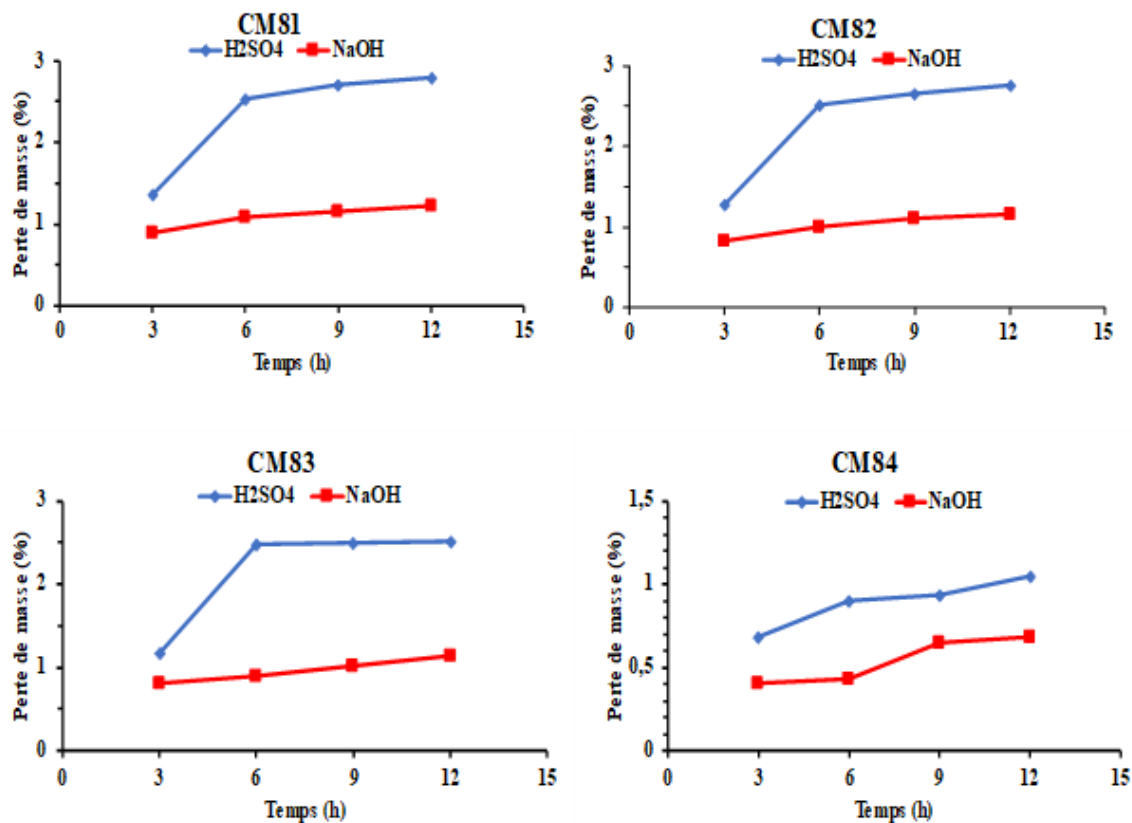 CM81
H2SO4 NaOH
Perte de masse (%)
3
2
1
0
0 3 6 9 12 15
Temps (h)
CM82
H2SO4 NaOH
Perte de masse (%)
3
2
1
0
0 3 6 9 12 15
Temps (h)
CM83
H2SO4 NaOH
Perte de masse (%)
3
2
1
0
0 3 6 9 12 15
Temps (h)
CM84
H2SO4 NaOH
Perte de masse (%)
1,5
1
0,5
0
0 3 6 9 12 15
Temps (h)